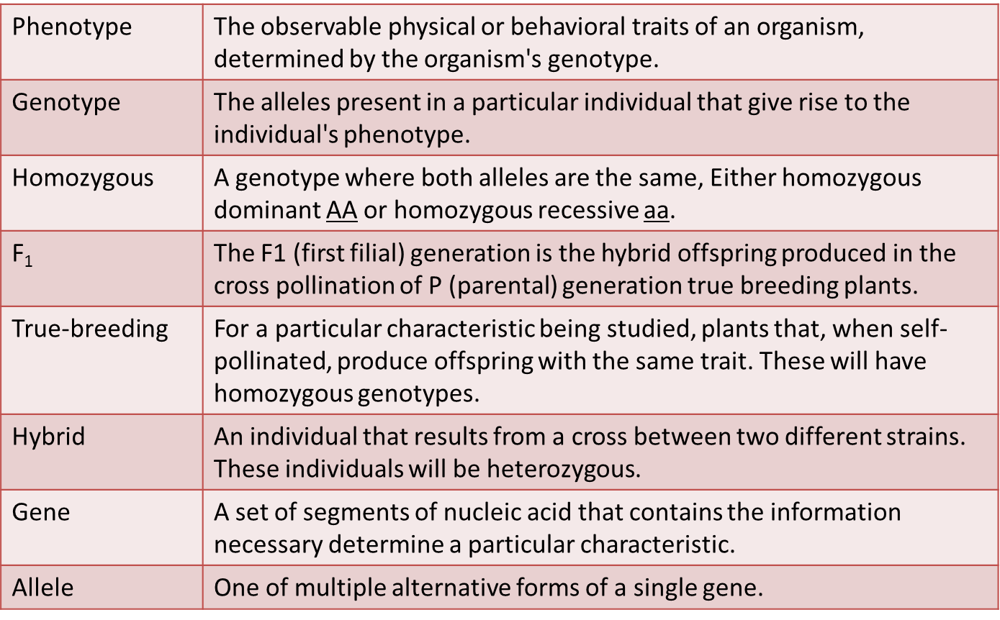 Phenotype
The observable physical or behavioral traits of an organism,
determined by the organism's genotype.
Genotype
The alleles present in a particular individual that give rise to the
individual's phenotype.
Homozygous
A genotype where both alleles are the same, Either homozygous
dominant AA or homozygous recessive aa.
F₁
The F1 (first filial) generation is the hybrid offspring produced in the
cross pollination of P (parental) generation true breeding plants.
True-breeding
For a particular characteristic being studied, plants that, when self-
pollinated, produce offspring with the same trait. These will have
homozygous genotypes.
Hybrid
An individual that results from a cross between two different strains.
These individuals will be heterozygous.
Gene
A set of segments of nucleic acid that contains the information
necessary determine a particular characteristic.
Allele
One of multiple alternative forms of a single gene.